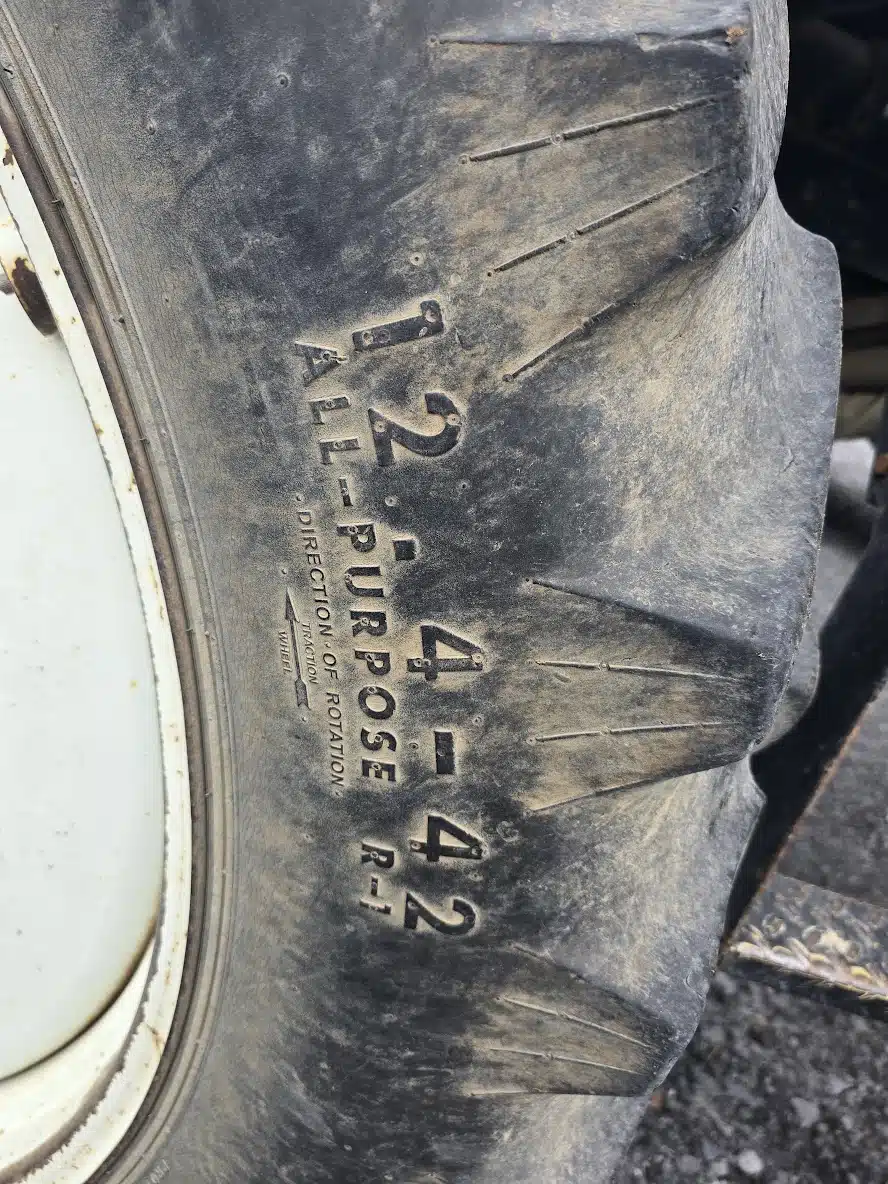 12.4-42
ALL-PURPOSE R-1
DIRECTION·OF ROTATION
TRACTION
WHEEL